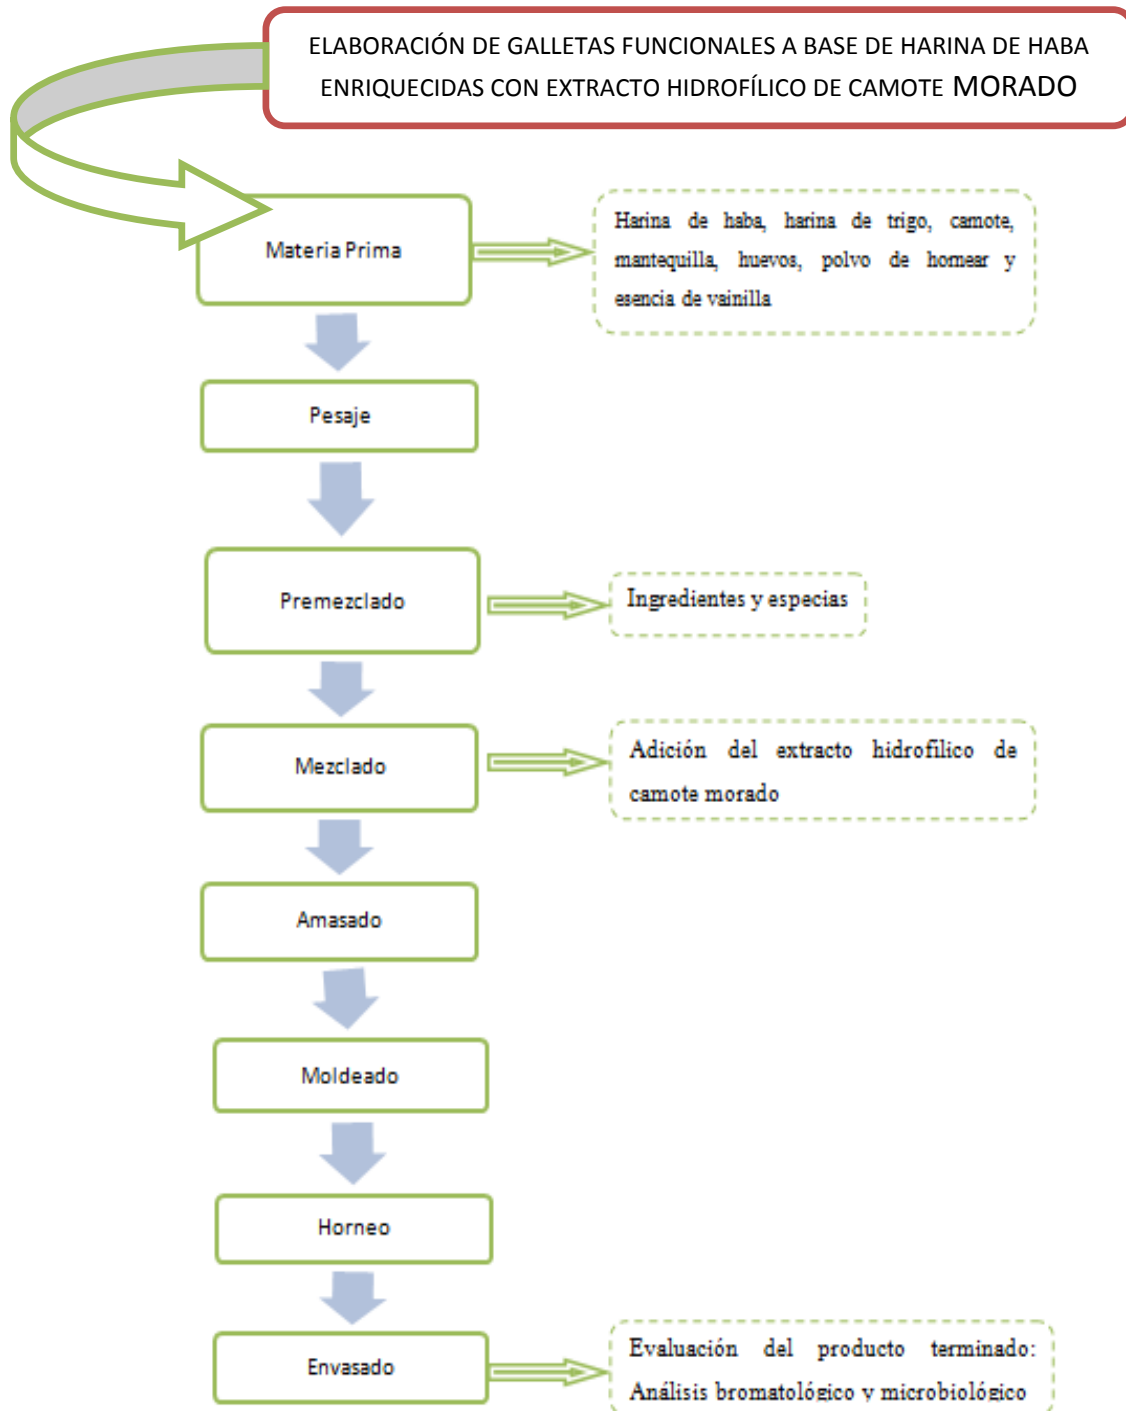 ELABORACIÓN DE GALLETAS FUNCIONALES A BASE DE HARINA DE HABA
ENRIQUECIDAS CON EXTRACTO HIDROFÍLICO DE CAMOTE MORADO
Materia Prima
Harina de haba, harina de trigo, camote,
mantequilla, huevos, polvo de hornear y
esencia de vainilla
Pesaje
Premezclado
Ingredientes y especias
Mezclado
Adición del extracto hidrofílico de
camote morado
Amasado
Moldeado
Horneo
Envasado
Evaluación del producto terminado:
Análisis bromatológico y microbiológico